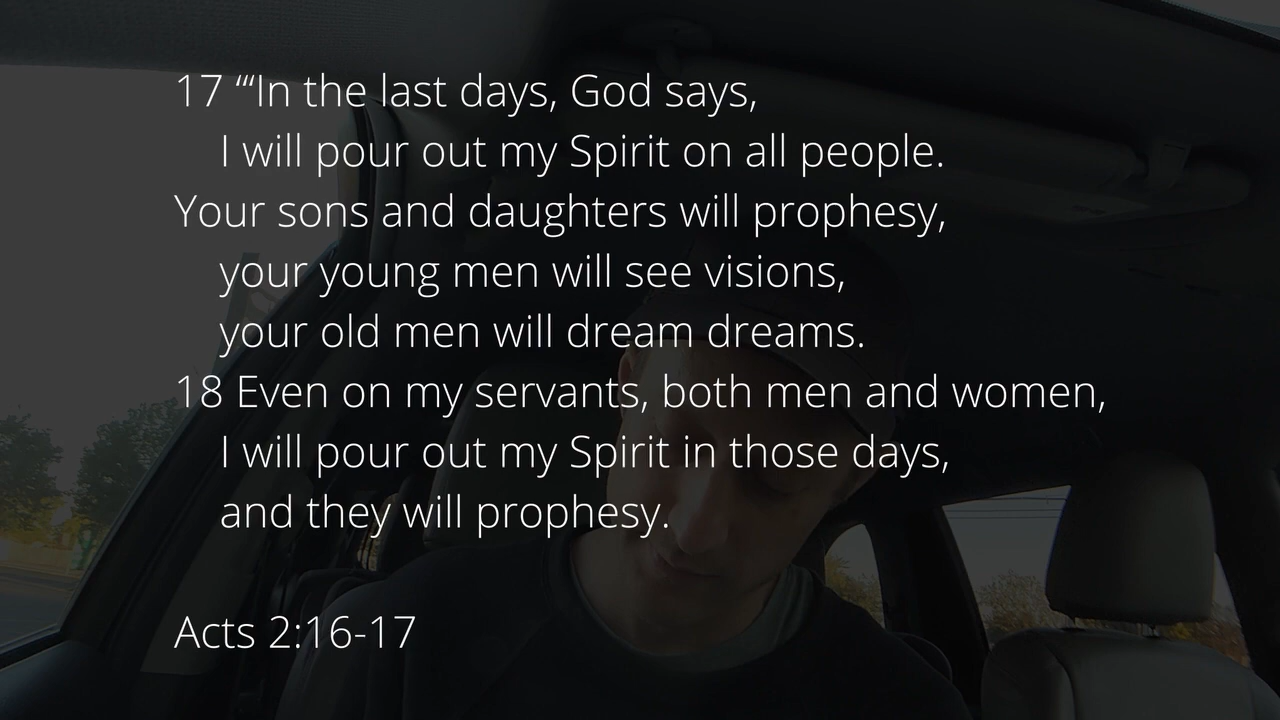 17 “‘In the last days, God says,
I will pour out my Spirit on all people.
Your sons and daughters will prophesy,
your young men will see visions,
your old men will dream dreams.
18 Even on my servants, both men and women,
I will pour out my Spirit in those days,
and they will prophesy.
Acts 2:16-17